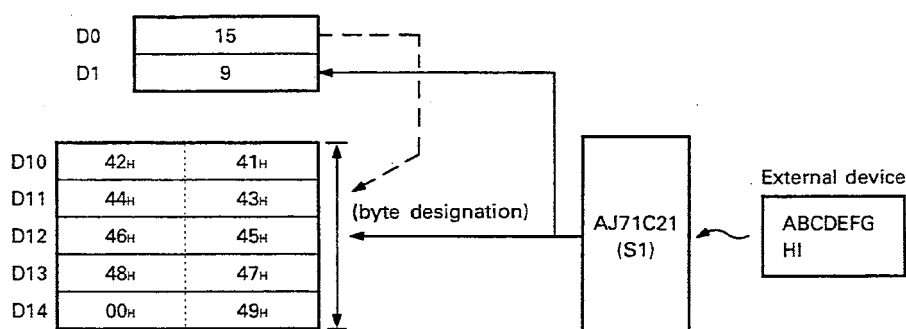 D0 15
D1 9
D10 42H 41H
D11 44H 43H
D12 46H 45H
D13 48H 47H
D14 00H 49H
(byte designation)
AJ71C21
(S1)
External device
ABCDEFG
HI